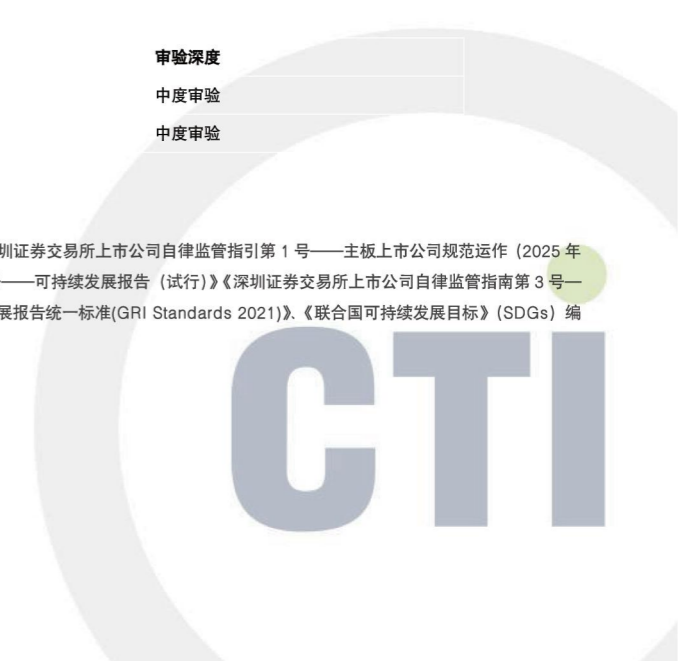 审验深度
中度审验
中度审验
圳证券交易所上市公司自律监管指引第 1 号——主板上市公司规范运作（2025 年
——可持续发展报告（试行）》《深圳证券交易所上市公司自律监管指南第 3 号—
展报告统一标准(GRI Standards 2021)》、《联合国可持续发展目标》（SDGs）编
CTI